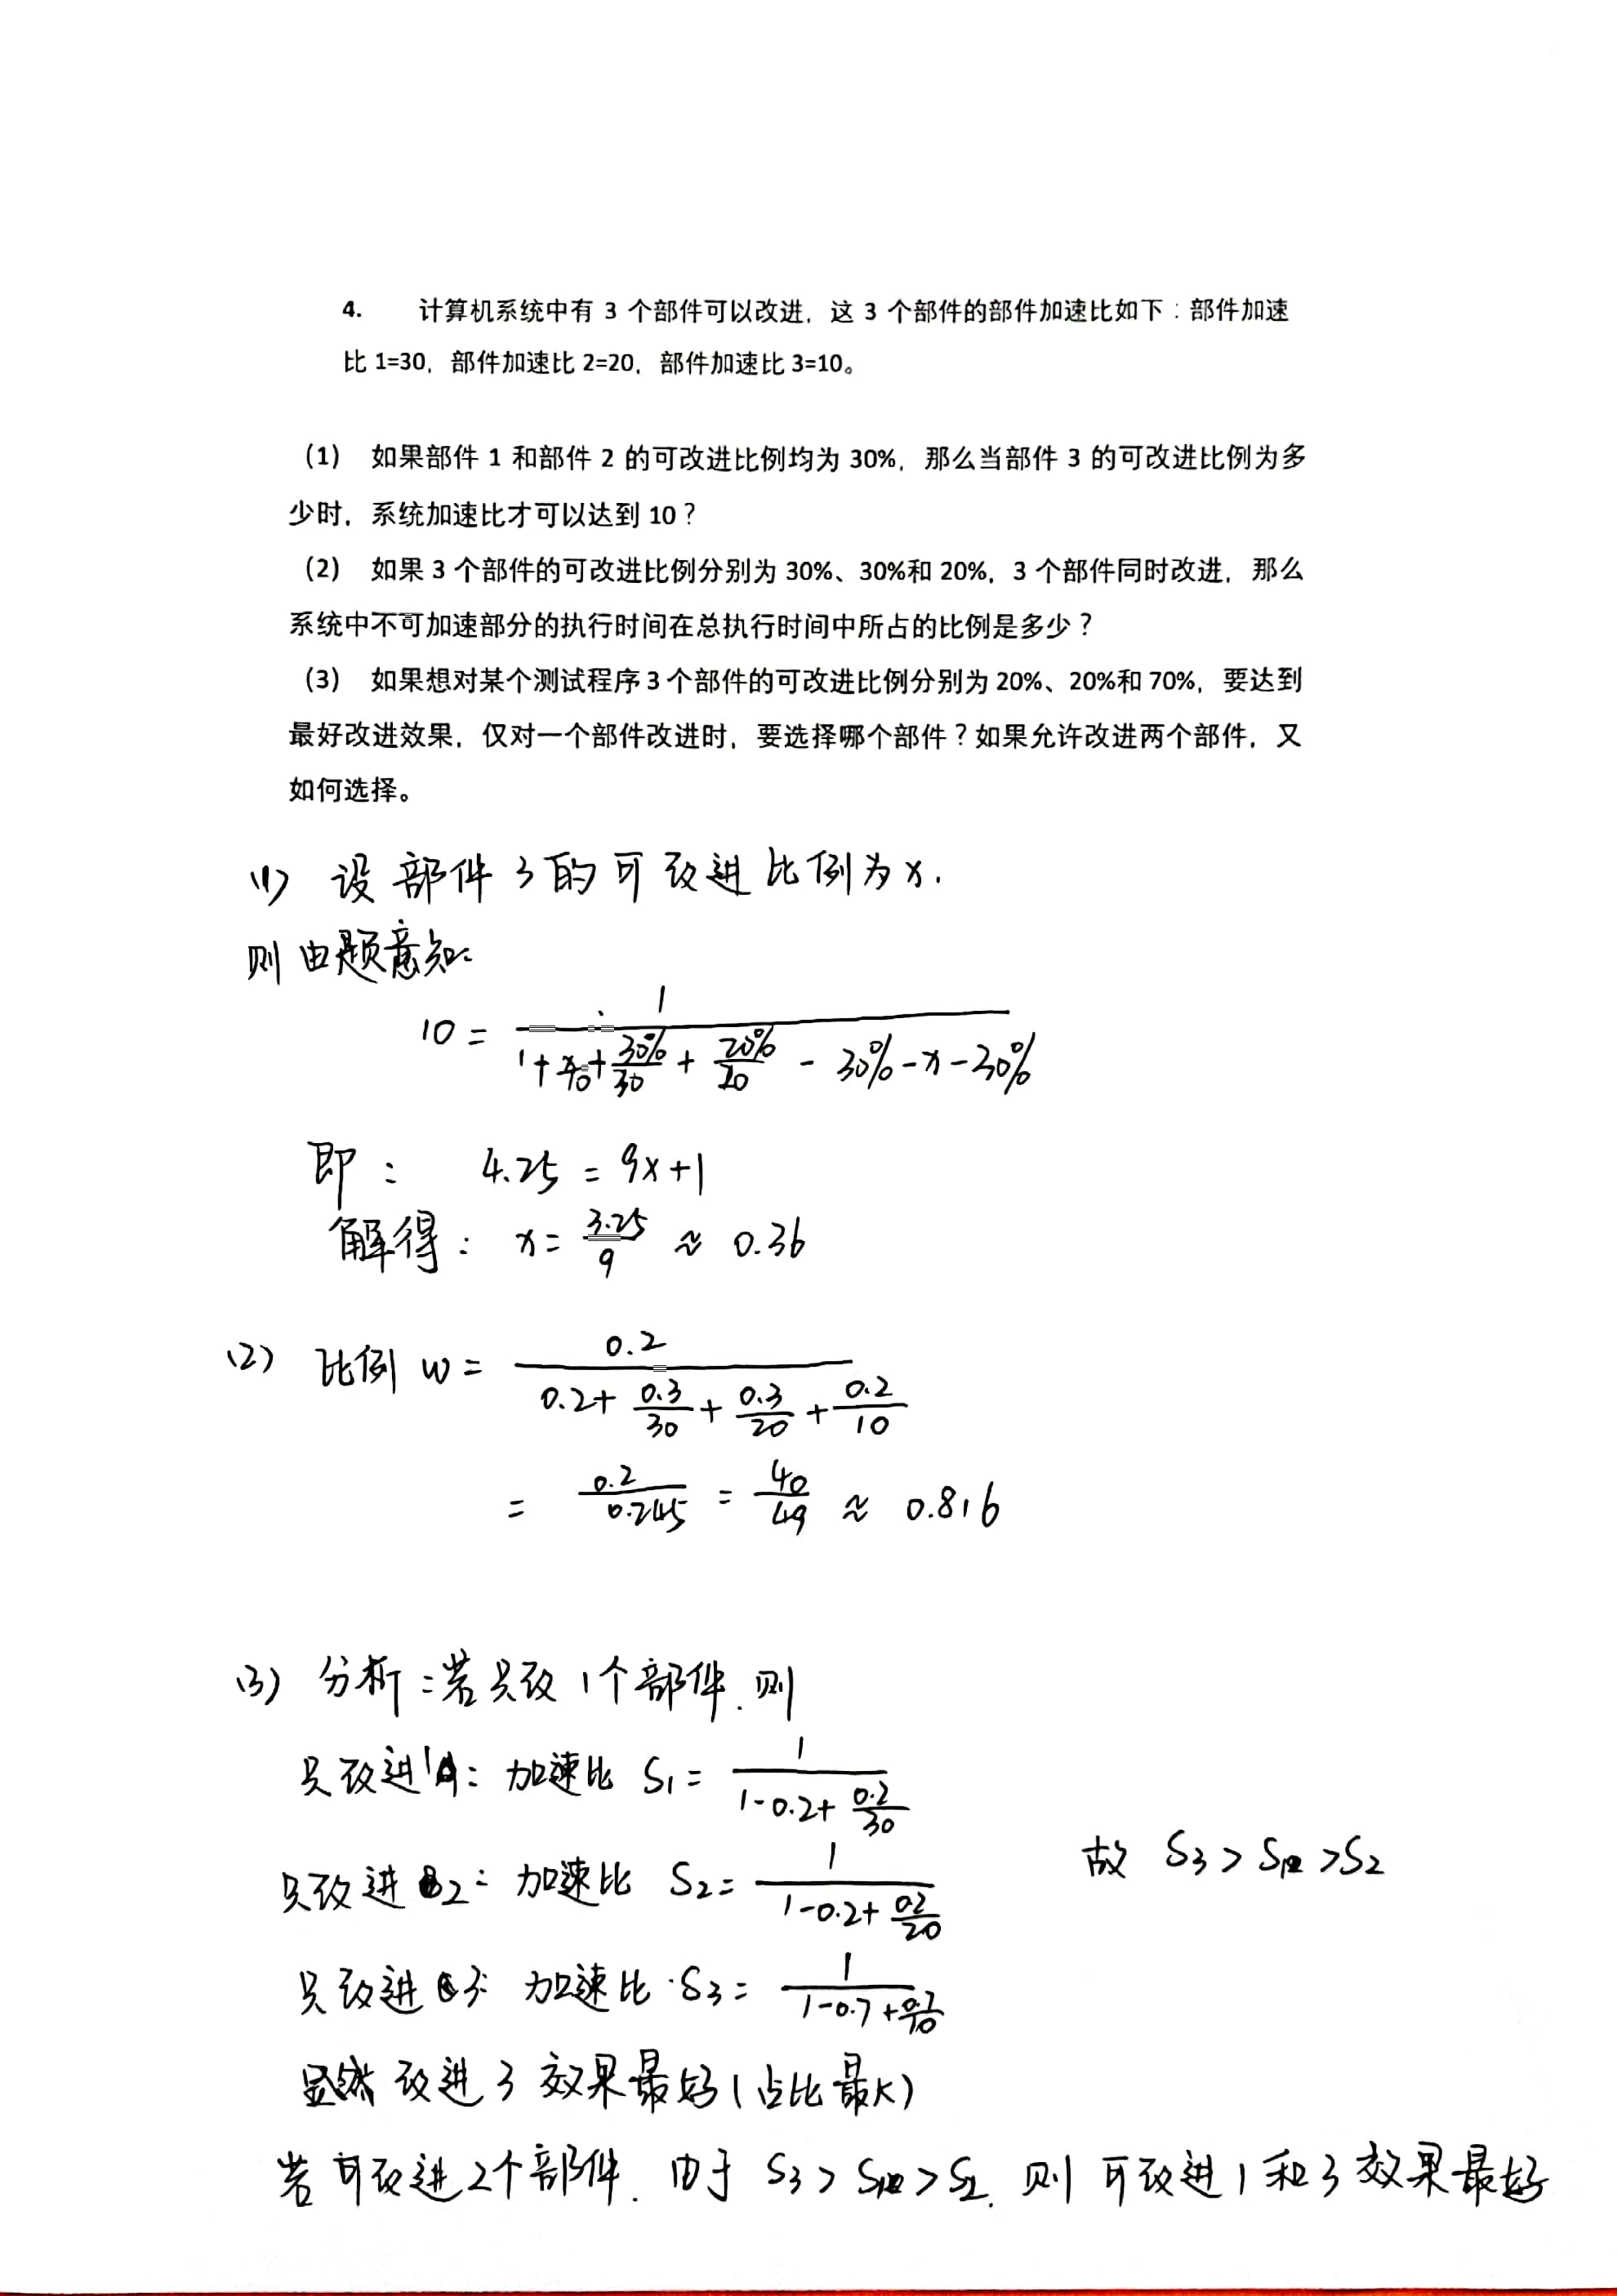 4. 计算机系统中有 3 个部件可以改进，这 3 个部件的部件加速比如下：部件加速
比 1=30，部件加速比 2=20，部件加速比 3=10。
（1） 如果部件 1 和部件 2 的可改进比例均为 30%，那么当部件 3 的可改进比例为多
少时，系统加速比才可以达到 10？
（2） 如果 3 个部件的可改进比例分别为 30%、30%和 20%，3 个部件同时改进，那么
系统中不可加速部分的执行时间在总执行时间中所占的比例是多少？
（3） 如果想对某个测试程序 3 个部件的可改进比例分别为 20%、20%和 70%，要达到
最好改进效果，仅对一个部件改进时，要选择哪个部件？如果允许改进两个部件，又
如何选择。
(1) 设部件3的可改进比例为x.
则由题意知:
10 = 1/(1 + x/10 + 30%/30 + 20%/20 - 30% - x - 30%)
即： 4.25 = 9x+1
解得： x = 3.25/9 ≈ 0.36
(2) 比例 w = 0.2/(0.2 + 0.3/30 + 0.3/20 + 0.2/10)
= 0.2/0.245 = 40/49 ≈ 0.816
(3) 分析：若只改1个部件.则
只改进1: 加速比 S1 = 1/(1-0.2+0.2/30)
故 S3 > S1 > S2
只改进2: 加速比 S2 = 1/(1-0.2+0.2/20)
只改进3: 加速比 S3 = 1/(1-0.7+0.7/10)
显然改进3效果最好(占比最大)
若可改进2个部件. 由于 S3 > S1 > S2. 则可改进1和3效果最好